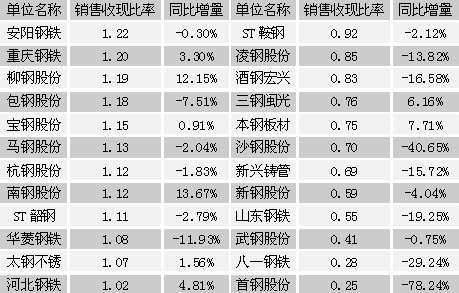 单位名称 销售收现比率 同比增量 单位名称 销售收现比率 同比增量
安阳钢铁 1.22 -0.30% ST鞍钢 0.92 -2.12%
重庆钢铁 1.20 3.30% 凌钢股份 0.85 -13.82%
柳钢股份 1.19 12.15% 酒钢宏兴 0.83 -16.58%
包钢股份 1.18 -7.51% 三钢闽光 0.76 6.16%
宝钢股份 1.15 0.91% 本钢板材 0.75 7.71%
马钢股份 1.13 -2.04% 沙钢股份 0.70 -40.65%
杭钢股份 1.12 -1.83% 新兴铸管 0.69 -15.72%
南钢股份 1.12 13.67% 新钢股份 0.59 -4.04%
ST韶钢 1.11 -2.79% 山东钢铁 0.55 -19.25%
华菱钢铁 1.08 -11.93% 武钢股份 0.41 -0.75%
太钢不锈 1.07 1.56% 八一钢铁 0.28 -29.24%
河北钢铁 1.02 4.81% 首钢股份 0.25 -78.24%